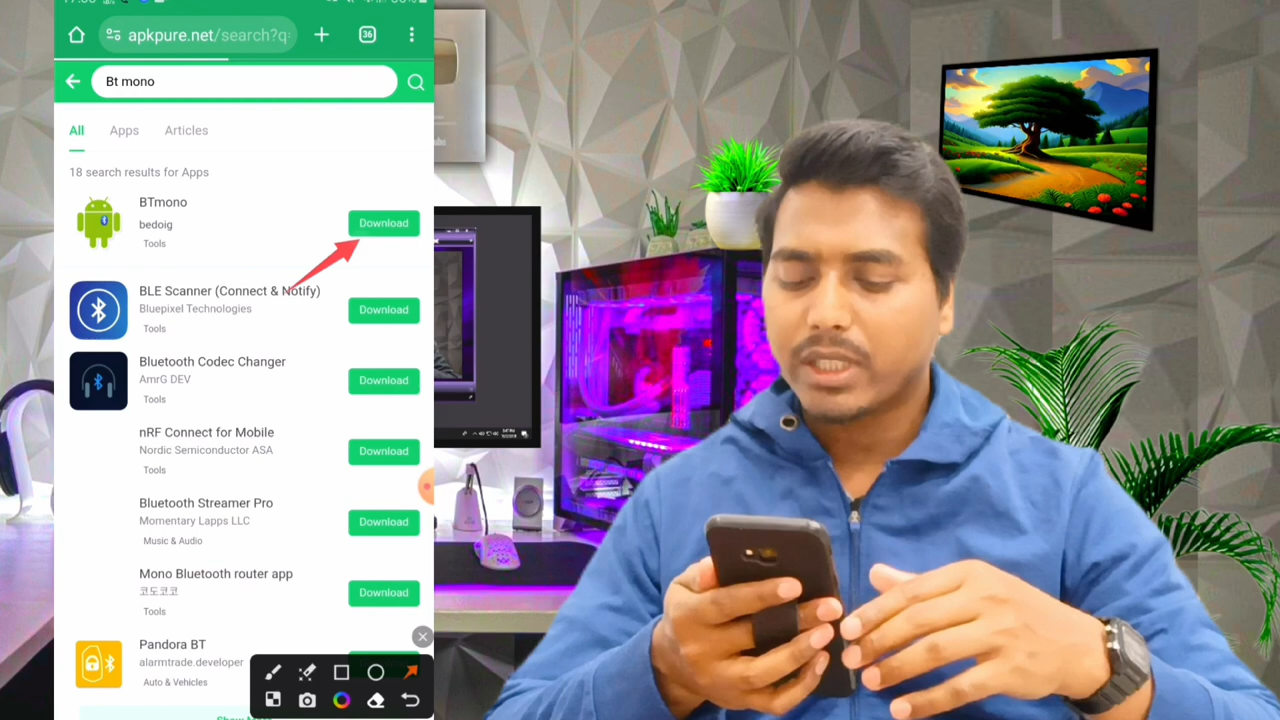 apkpure.net/search?q
36
Bt mono
All
Apps
Articles
18 search results for Apps
BTmono
bedoig
Tools
Download
BLE Scanner (Connect & Notify)
Bluepixel Technologies
Tools
Download
Bluetooth Codec Changer
AmrG DEV
Tools
Download
nRF Connect for Mobile
Nordic Semiconductor ASA
Tools
Download
Bluetooth Streamer Pro
Momentary Lapps LLC
Music & Audio
Download
Mono Bluetooth router app
코도코코
Tools
Download
Pandora BT
alarmtrade.developer
Auto & Vehicles